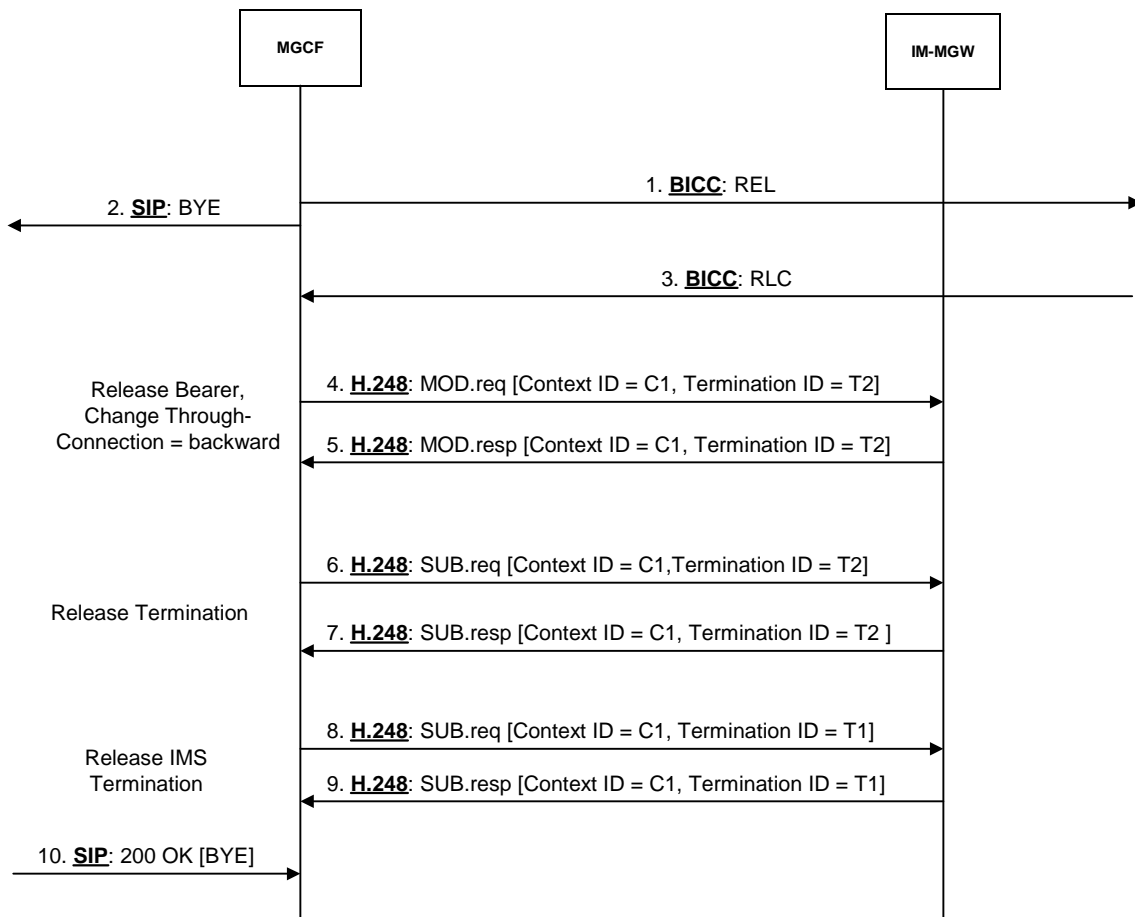 MGCF
IM-MGW
1. BICC: REL
2. SIP: BYE
3. BICC: RLC
Release Bearer,
Change Through-
Connection = backward
4. H.248: MOD.req [Context ID = C1, Termination ID = T2]
5. H.248: MOD.resp [Context ID = C1, Termination ID = T2]
6. H.248: SUB.req [Context ID = C1,Termination ID = T2]
Release Termination
7. H.248: SUB.resp [Context ID = C1, Termination ID = T2 ]
8. H.248: SUB.req [Context ID = C1, Termination ID = T1]
Release IMS
Termination
9. H.248: SUB.resp [Context ID = C1, Termination ID = T1]
10. SIP: 200 OK [BYE]